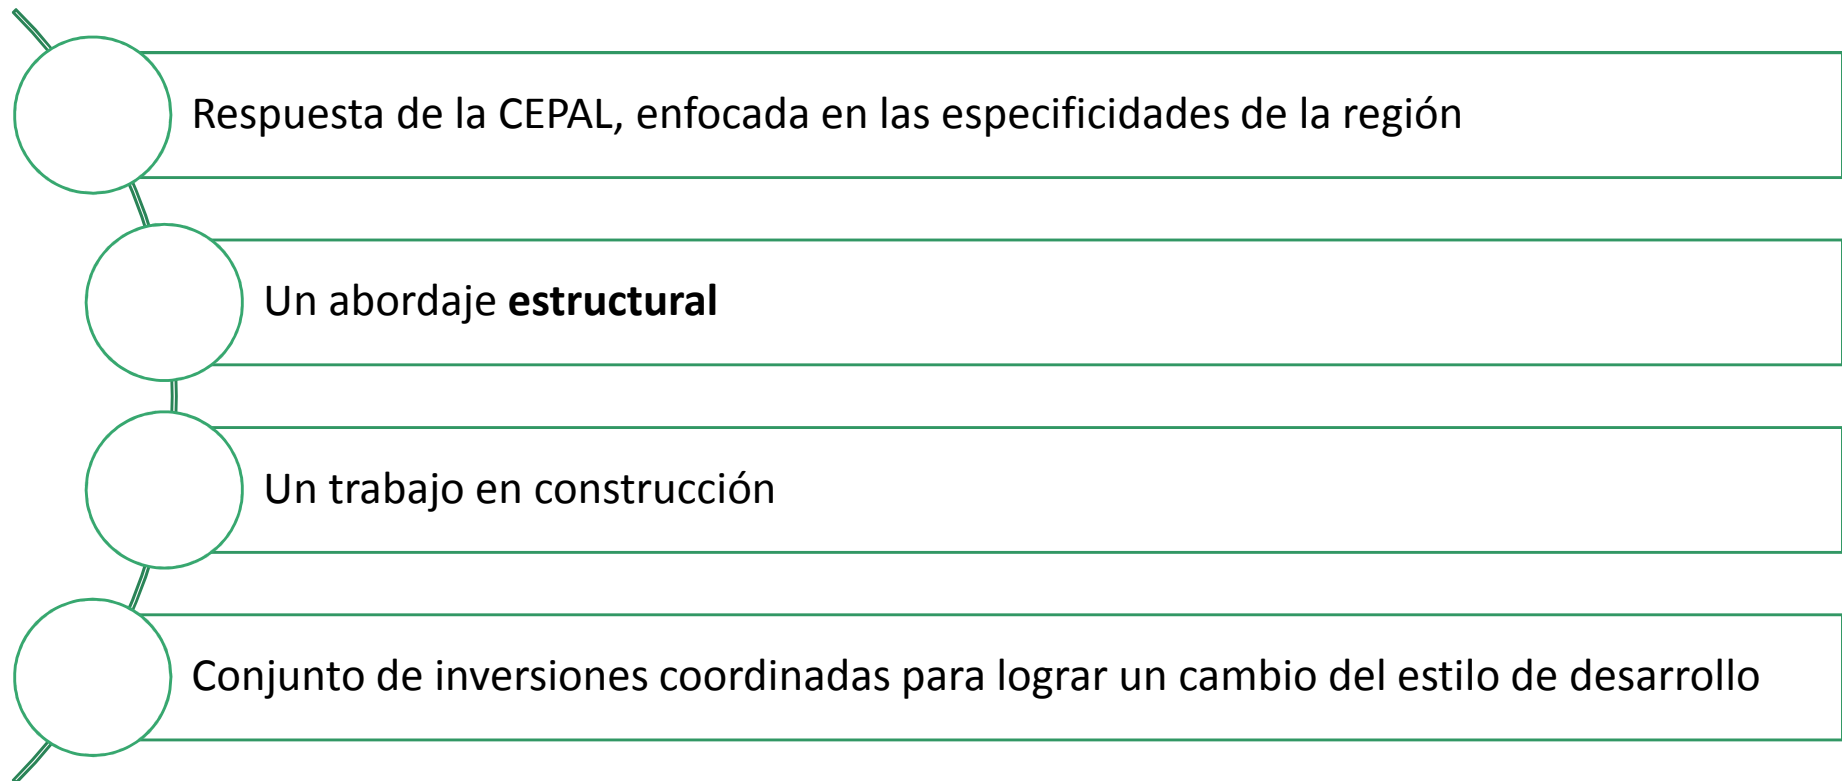 Respuesta de la CEPAL, enfocada en las especificidades de la región
Un abordaje estructural
Un trabajo en construcción
Conjunto de inversiones coordinadas para lograr un cambio del estilo de desarrollo